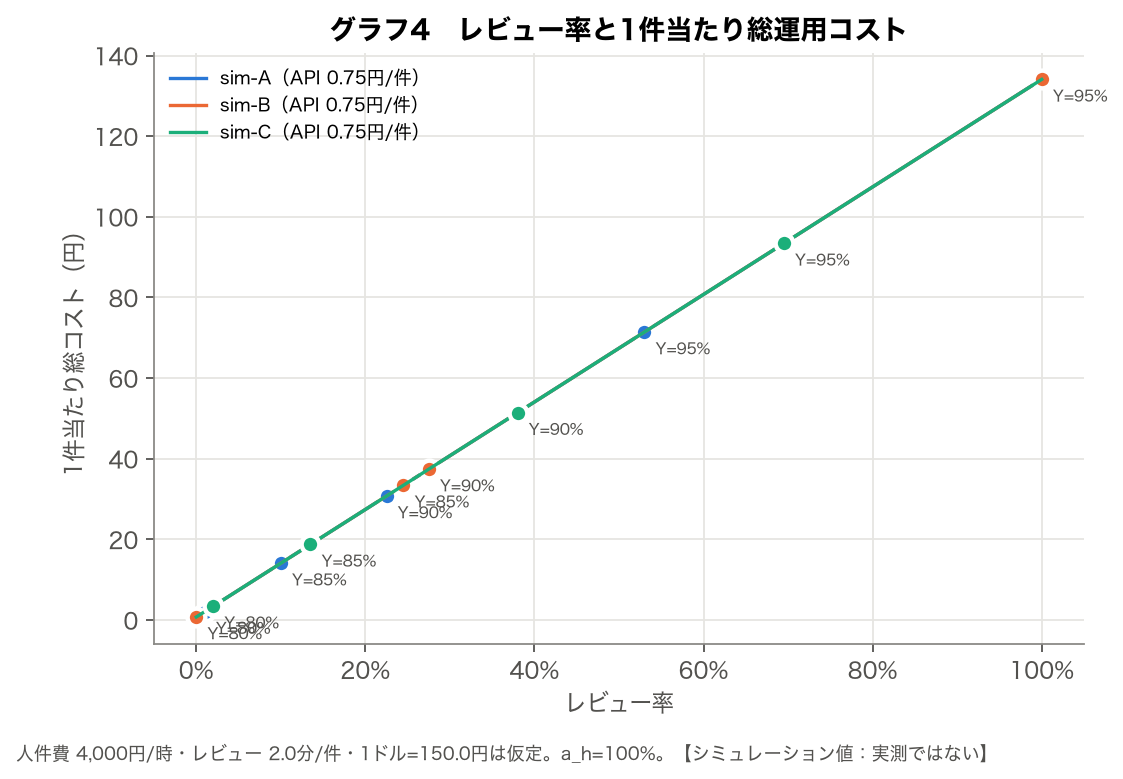 グラフ4　レビュー率と1件当たり総運用コスト
sim-A（API 0.75円/件）
sim-B（API 0.75円/件）
sim-C（API 0.75円/件）
1件当たり総コスト（円）
140
120
100
80
60
40
20
0
Y=95%
Y=95%
Y=95%
Y=90%
Y=90%
Y=85%
Y=90%
Y=85%
Y=85%
Y=80%
Y=80%
Y=80%
0%
20%
40%
60%
80%
100%
レビュー率
人件費 4,000円/時・レビュー 2.0分/件・1ドル=150.0円は仮定。a_h=100%。【シミュレーション値：実測ではない】